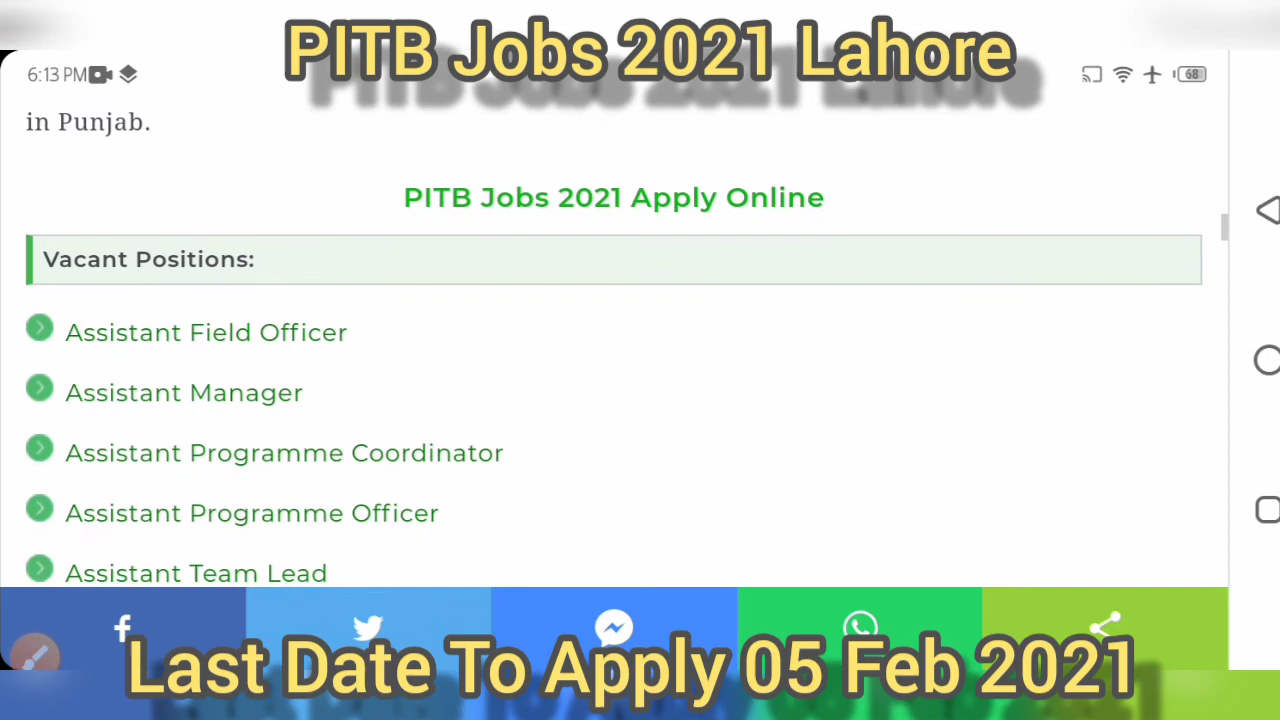 PITB Jobs 2021 Lahore
6:13 PM
68
in Punjab.
PITB Jobs 2021 Apply Online
Vacant Positions:
Assistant Field Officer
Assistant Manager
Assistant Programme Coordinator
Assistant Programme Officer
Assistant Team Lead
f
Last Date To Apply 05 Feb 2021